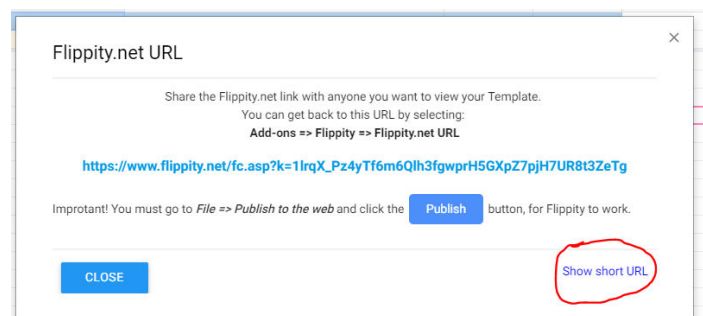 Flippity.net URL
Share the Flippity.net link with anyone you want to view your Template.
You can get back to this URL by selecting:
Add-ons => Flippity => Flippity.net URL
https://www.flippity.net/fc.asp?k=1lrqX_Pz4yTf6m6Qlh3fgwprH5GXpZ7pjH7UR8t3ZeTg
Improtant! You must go to File => Publish to the web and click the Publish button, for Flippity to work.
Show short URL
CLOSE